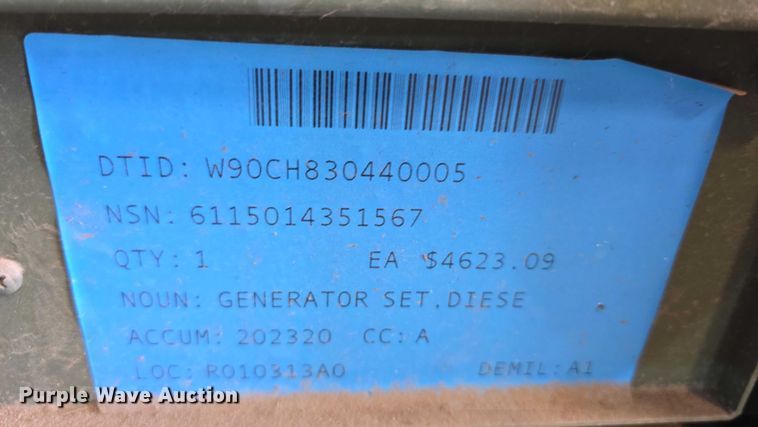 DTID: W90CH830440005
NSN: 6115014351567
QTY: 1 EA $4623.09
NOUN: GENERATOR SET.DIESE
ACCUM: 202320 CC: A
LOC: R010313A0 DEMIL: A1
Purple Wave Auction